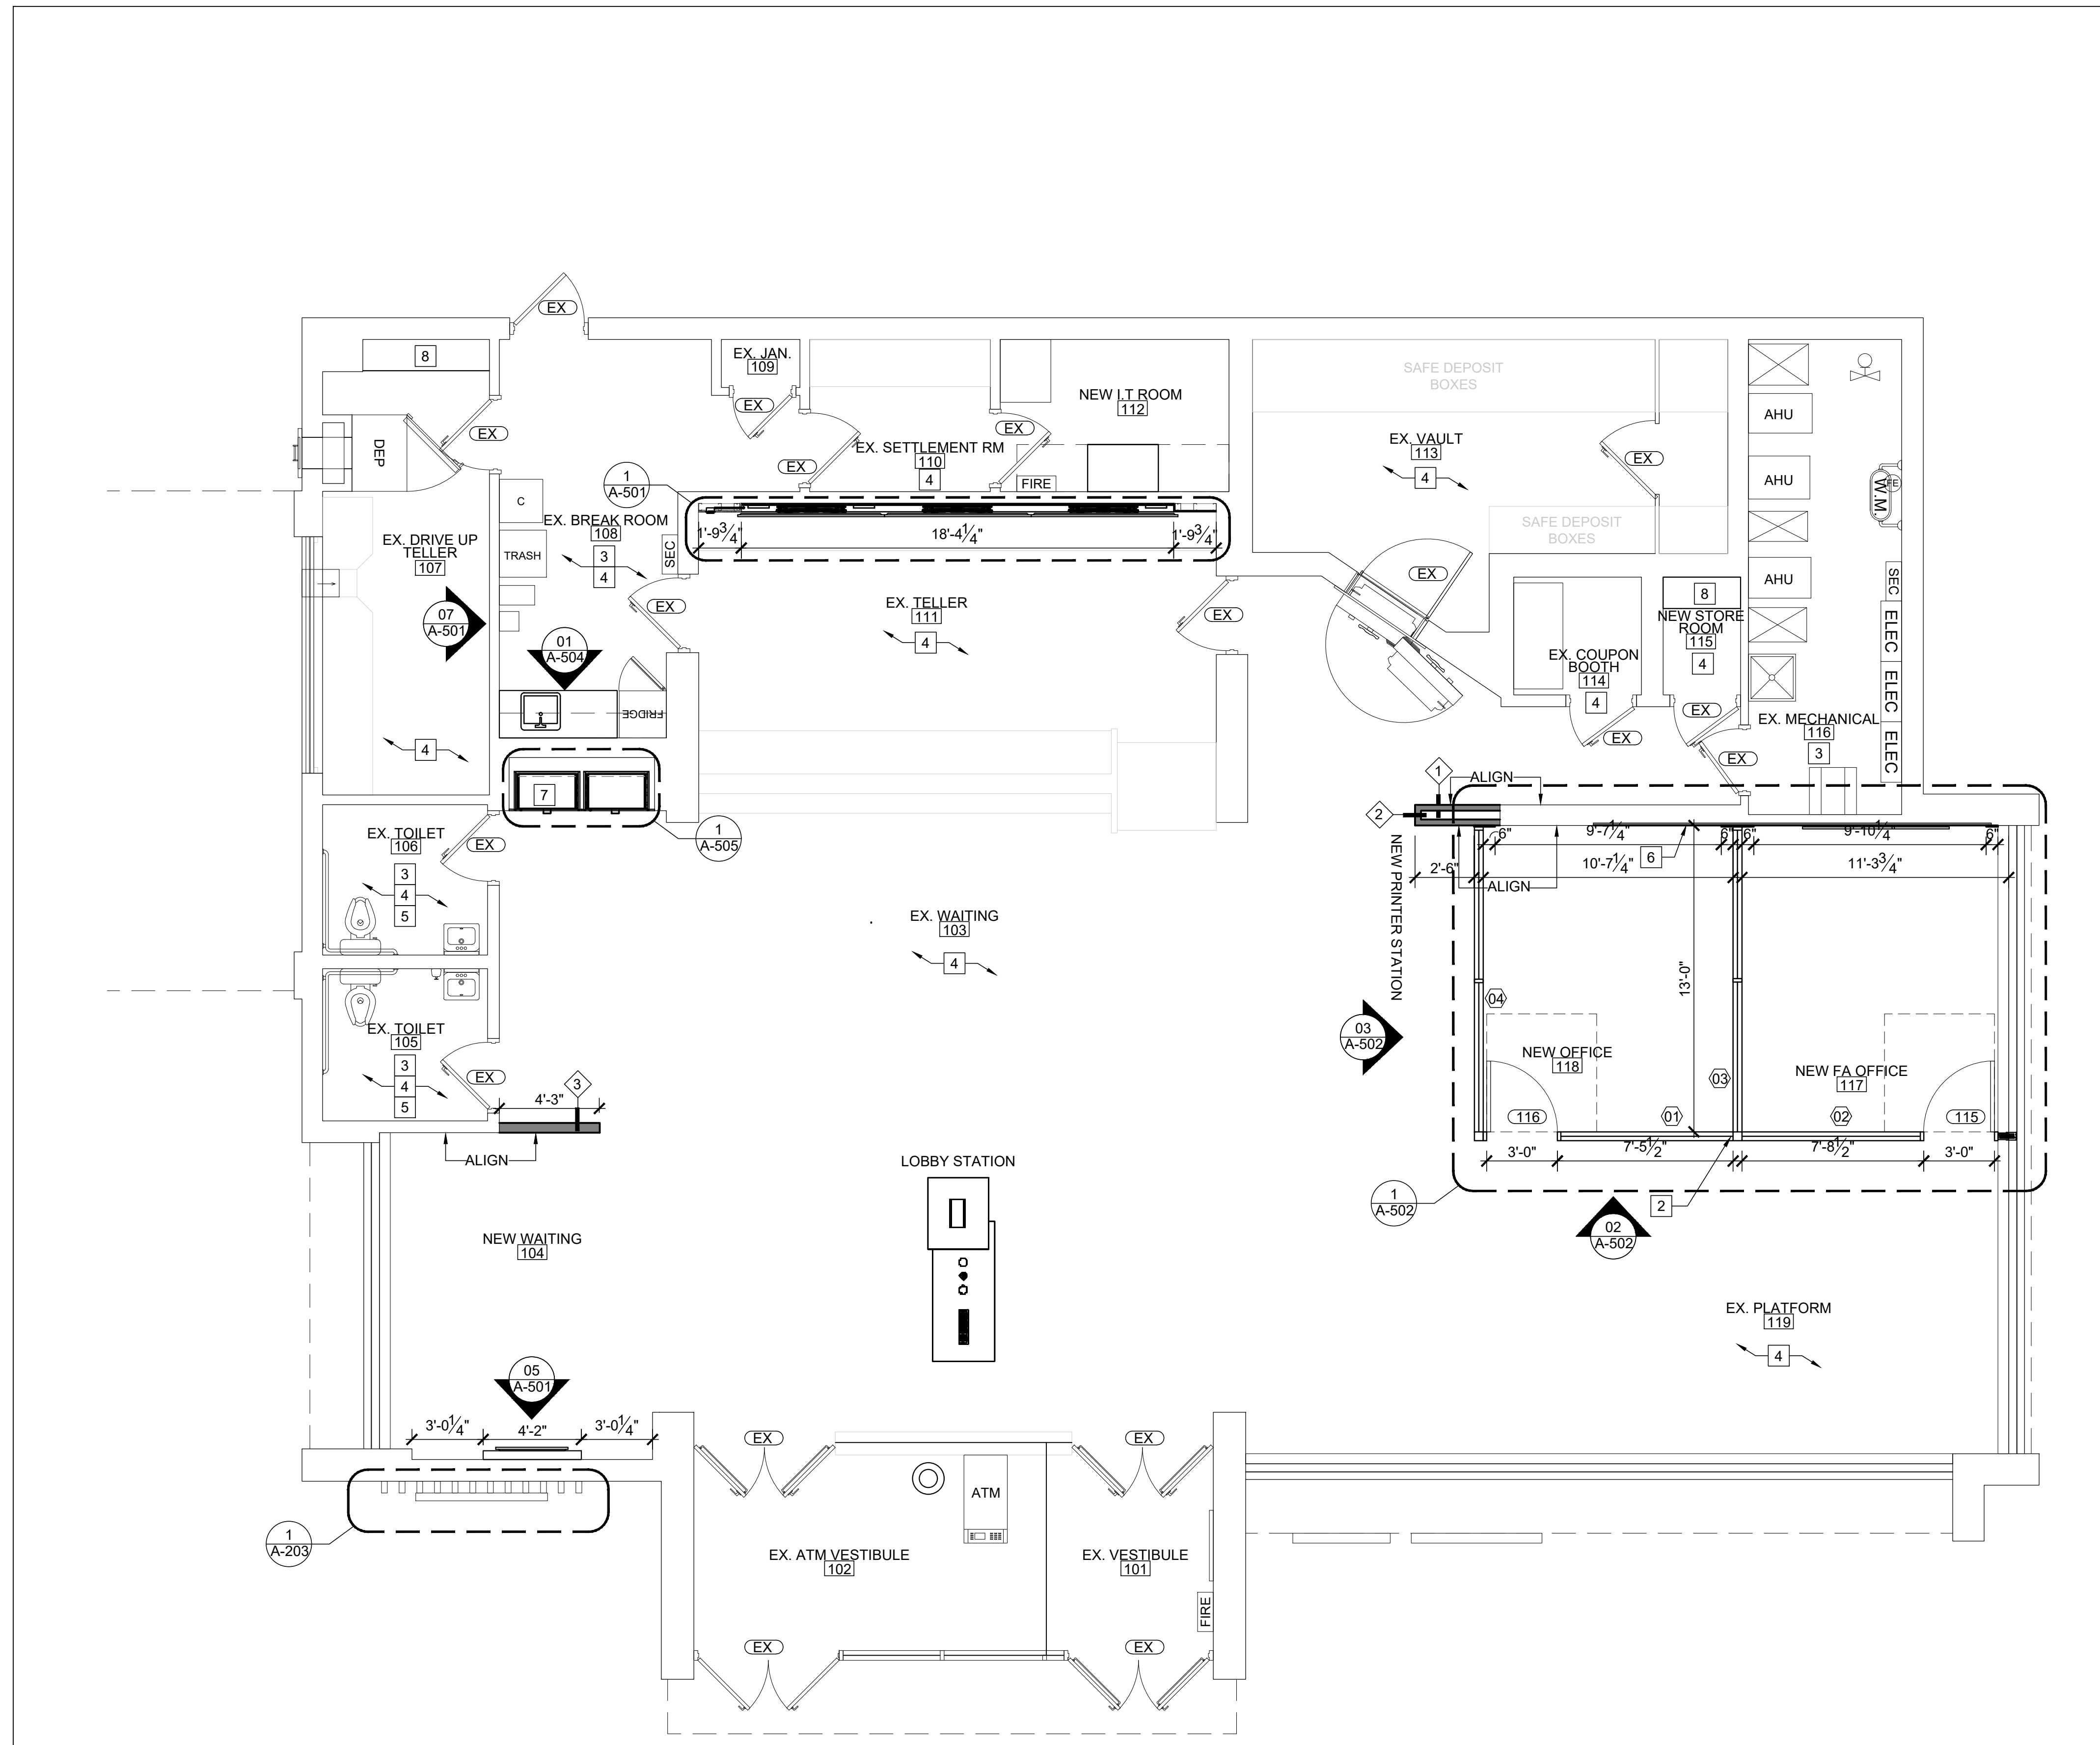 EX
8
EX. JAN.
109
EX
EX
DEP
NEW I.T ROOM
112
SAFE DEPOSIT
BOXES
AHU
EX. SETTLEMENT RM
110
4
EX
EX
FIRE
EX. VAULT
113
4
EX
AHU
FE
W.M.
1
A-501
C
EX. BREAK ROOM
108
3
4
TRASH
SEC
1'-9 3/4"
18'-4 1/4"
1'-9 3/4"
SAFE DEPOSIT
BOXES
EX. DRIVE UP
TELLER
107
07
A-501
01
A-504
EX
EX. TELLER
111
4
EX
EX
AHU
SEC
ELEC
ELEC
ELEC
8
NEW STORE
ROOM
115
4
EX. COUPON
BOOTH
114
4
EX
EX
EX. MECHANICAL
116
3
EX
FRIDGE
4
7
1
A-505
1
ALIGN
2
6"
9'-7 1/4"
6"
6"
9'-10 1/4"
6"
6
2'-6"
10'-7 1/4"
11'-3 3/4"
ALIGN
NEW PRINTER STATION
EX. TOILET
106
3
4
5
EX
EX. WAITING
103
4
13'-0"
04
EX. TOILET
105
3
4
5
EX
03
A-502
NEW OFFICE
118
03
NEW FA OFFICE
117
4'-3"
3
116
01
02
115
ALIGN
3'-0"
7'-5 1/2"
7'-8 1/2"
3'-0"
LOBBY STATION
1
A-502
2
02
A-502
NEW WAITING
104
EX. PLATFORM
119
4
05
A-501
3'-0 1/4"
4'-2"
3'-0 1/4"
EX
EX
ATM
1
A-203
EX. ATM VESTIBULE
102
EX. VESTIBULE
101
FIRE
EX
EX